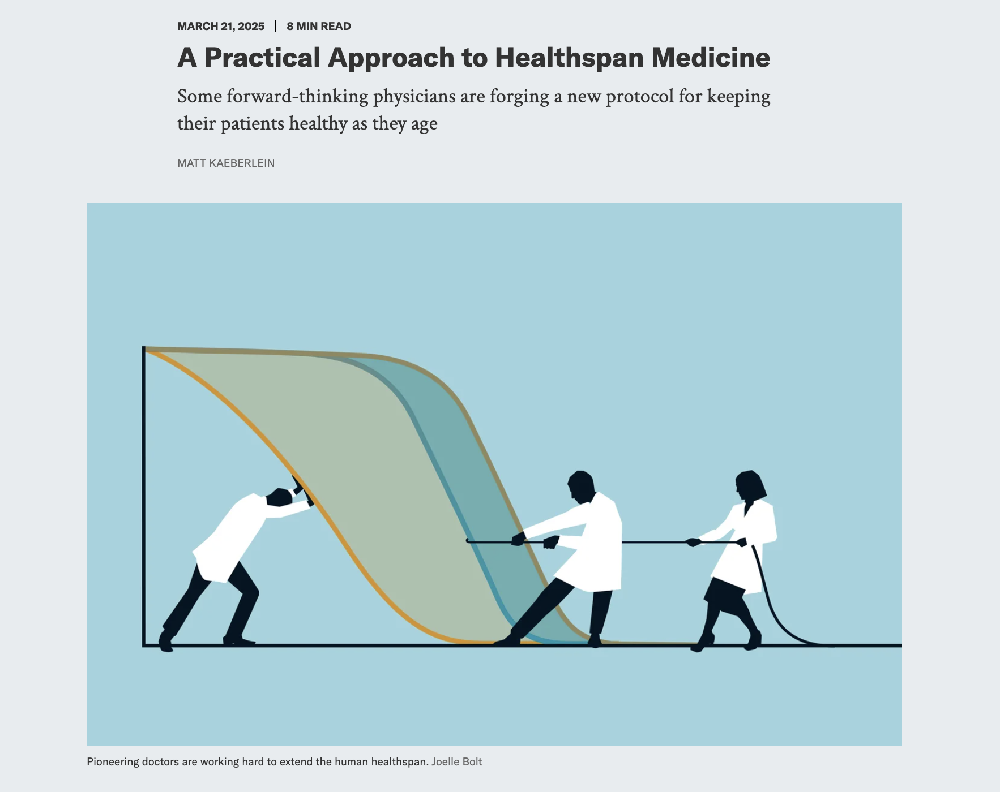 MARCH 21, 2025 | 8 MIN READ
A Practical Approach to Healthspan Medicine
Some forward-thinking physicians are forging a new protocol for keeping
their patients healthy as they age
MATT KAEBERLEIN
Pioneering doctors are working hard to extend the human healthspan. Joelle Bolt